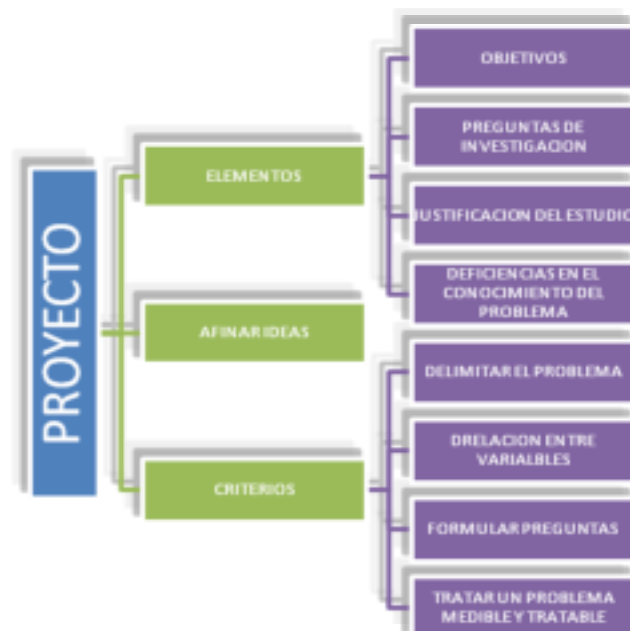 PROYECTO
ELEMENTOS
OBJETIVOS
PREGUNTAS DE
INVESTIGACION
JUSTIFICACION DEL ESTUDIO
DEFICIENCIAS EN EL
CONOCIMIENTO DEL
PROBLEMA
AFINAR IDEAS
CRITERIOS
DELIMITAR EL PROBLEMA
DRELACION ENTRE
VARIALBLES
FORMULAR PREGUNTAS
TRATAR UN PROBLEMA
MEDIBLE Y TRATABLE